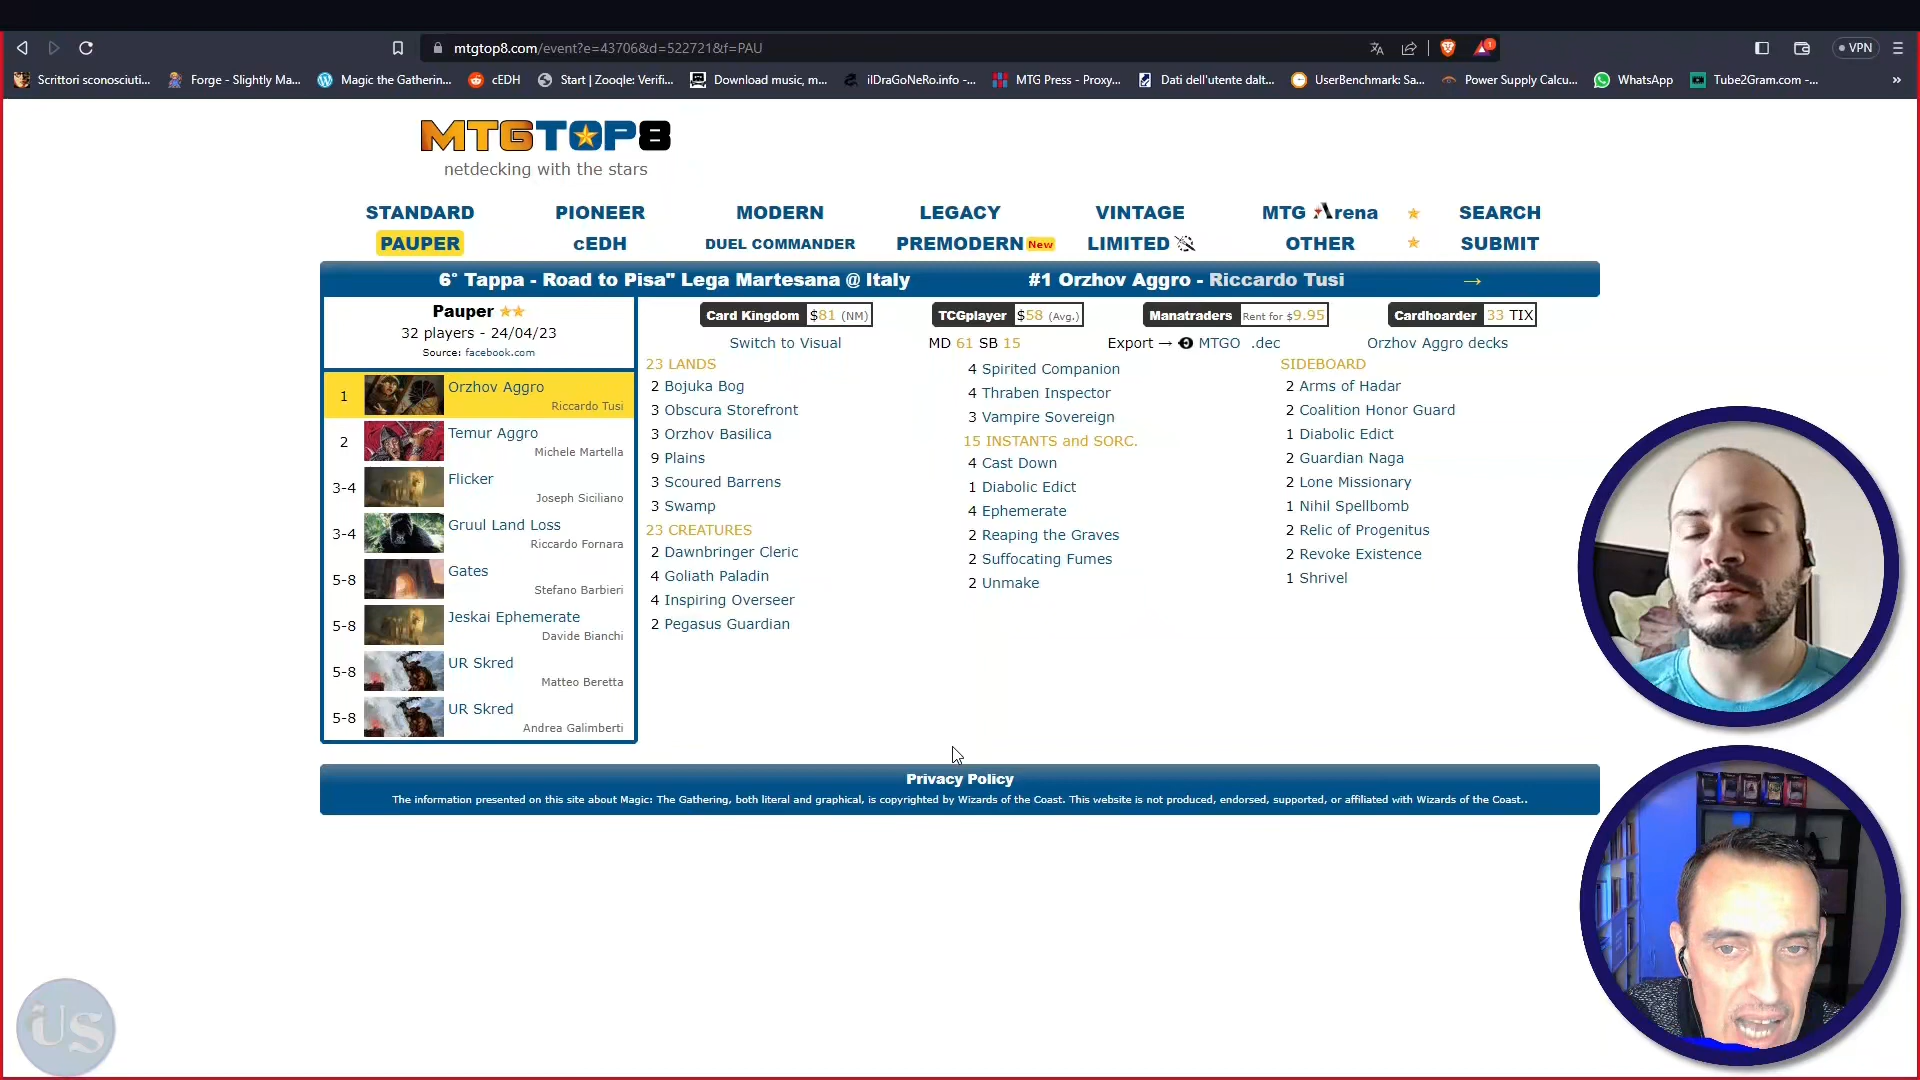 mtgtop8.com/event?e=43706&d=522721&f=PAU
1
VPN
Scrittori sconosciuti...
Forge - Slightly Ma...
Magic the Gatherin...
cEDH
Start | Zooqle: Verifi...
Download music, m...
ilDraGoNeRo.info -...
MTG Press - Proxy...
Dati dell'utente dalt...
UserBenchmark: Sa...
Power Supply Calcu...
WhatsApp
Tube2Gram.com -...
»
MTGTOP8
netdecking with the stars
STANDARD
PIONEER
MODERN
LEGACY
VINTAGE
MTG Arena
SEARCH
PAUPER
cEDH
DUEL COMMANDER
PREMODERN New
LIMITED
OTHER
SUBMIT
6° Tappa - Road to Pisa" Lega Martesana @ Italy
#1 Orzhov Aggro - Riccardo Tusi
→
Pauper
32 players - 24/04/23
Source: facebook.com
1
Orzhov Aggro
Riccardo Tusi
2
Temur Aggro
Michele Martella
3-4
Flicker
Joseph Siciliano
3-4
Gruul Land Loss
Riccardo Fornara
5-8
Gates
Stefano Barbieri
5-8
Jeskai Ephemerate
Davide Bianchi
5-8
UR Skred
Matteo Beretta
5-8
UR Skred
Andrea Galimberti
Card Kingdom $81 (NM)
TCGplayer $58 (Avg.)
Manatraders Rent for $9.95
Cardhoarder 33 TIX
Switch to Visual
MD 61 SB 15
Export → MTGO .dec
Orzhov Aggro decks
23 LANDS
2 Bojuka Bog
3 Obscura Storefront
3 Orzhov Basilica
9 Plains
3 Scoured Barrens
3 Swamp
23 CREATURES
2 Dawnbringer Cleric
4 Goliath Paladin
4 Inspiring Overseer
2 Pegasus Guardian
4 Spirited Companion
4 Thraben Inspector
3 Vampire Sovereign
15 INSTANTS and SORC.
4 Cast Down
1 Diabolic Edict
4 Ephemerate
2 Reaping the Graves
2 Suffocating Fumes
2 Unmake
SIDEBOARD
2 Arms of Hadar
2 Coalition Honor Guard
1 Diabolic Edict
2 Guardian Naga
2 Lone Missionary
1 Nihil Spellbomb
2 Relic of Progenitus
2 Revoke Existence
1 Shrivel
Privacy Policy
The information presented on this site about Magic: The Gathering, both literal and graphical, is copyrighted by Wizards of the Coast. This website is not produced, endorsed, supported, or affiliated with Wizards of the Coast..
us